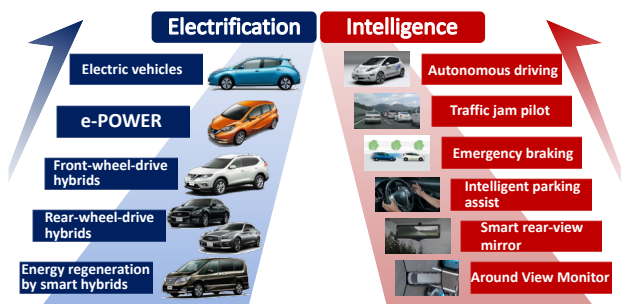 Electrification
Intelligence
Electric vehicles
e-POWER
Front-wheel-drive
hybrids
Rear-wheel-drive
hybrids
Energy regeneration
by smart hybrids
Autonomous driving
Traffic jam pilot
Emergency braking
Intelligent parking
assist
Smart rear-view
mirror
Around View Monitor